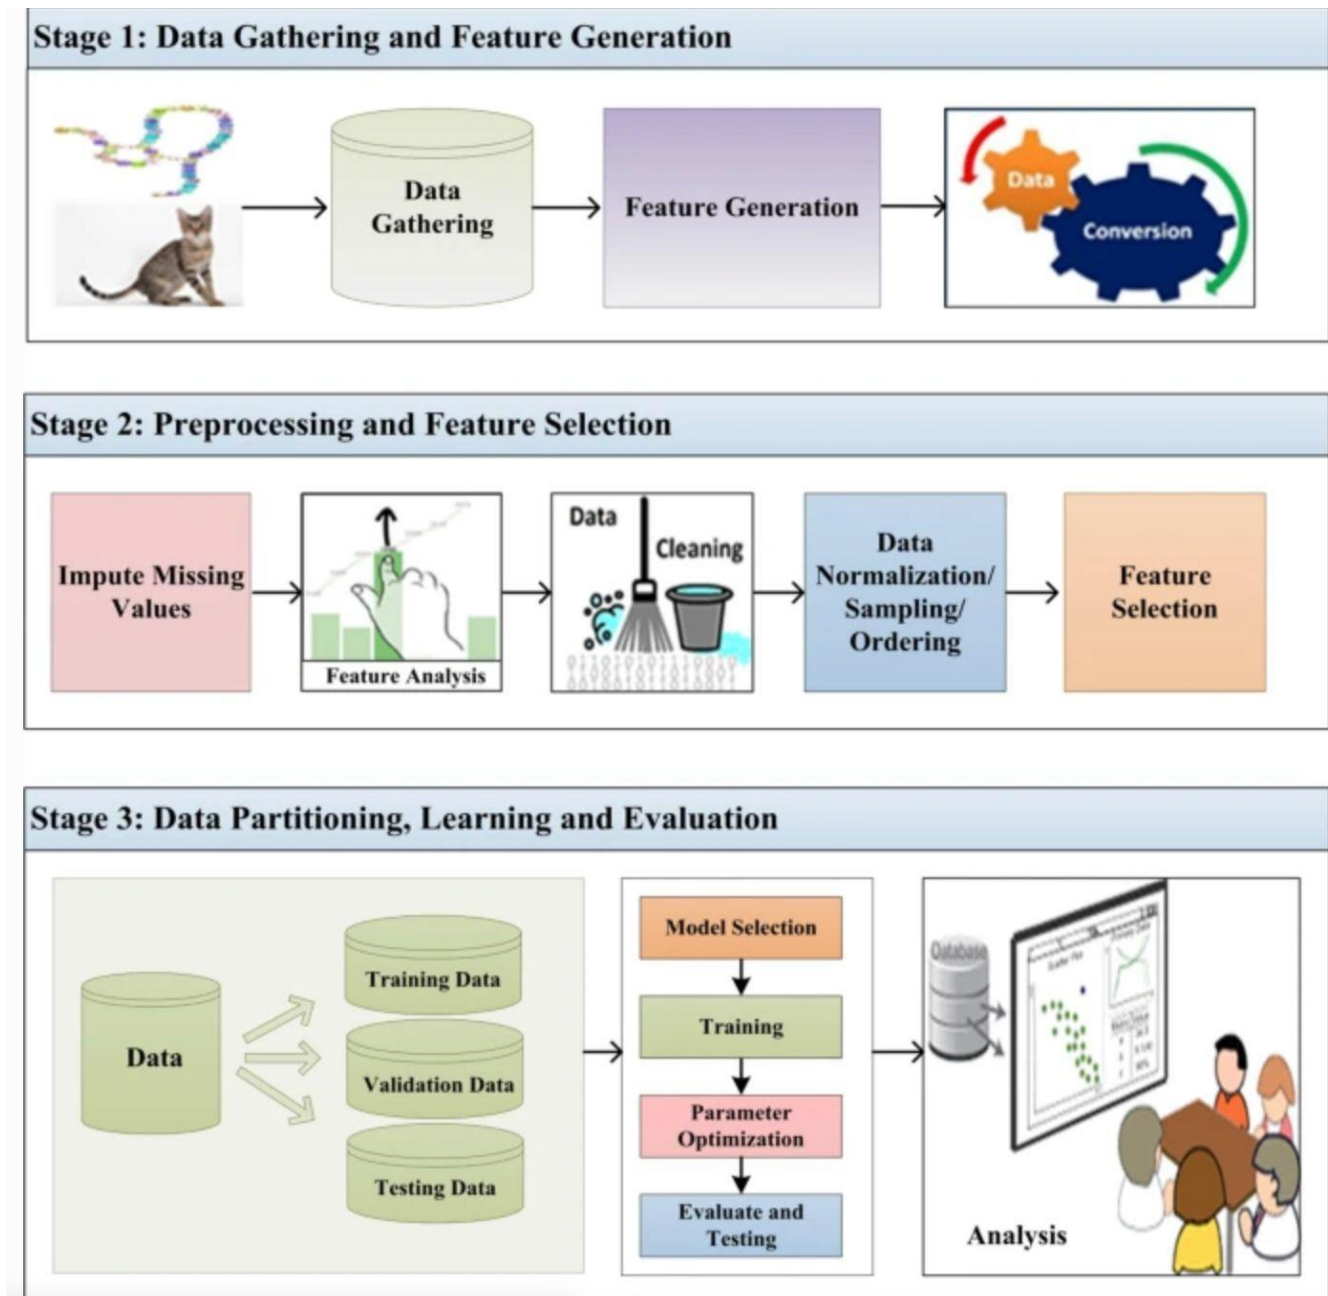 Stage 1: Data Gathering and Feature Generation
Data
Gathering
Feature Generation
Data
Conversion
Stage 2: Preprocessing and Feature Selection
Impute Missing
Values
Feature Analysis
Data
Cleaning
Data
Normalization/
Sampling/
Ordering
Feature
Selection
Stage 3: Data Partitioning, Learning and Evaluation
Data
Training Data
Validation Data
Testing Data
Model Selection
Training
Parameter
Optimization
Evaluate and
Testing
Database
Scatter Plot
Analysis